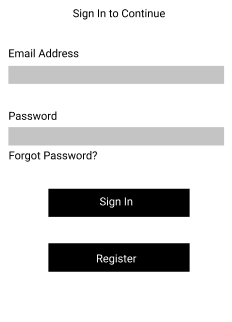 Sign In to Continue
Email Address
Password
Forgot Password?
Sign In
Register